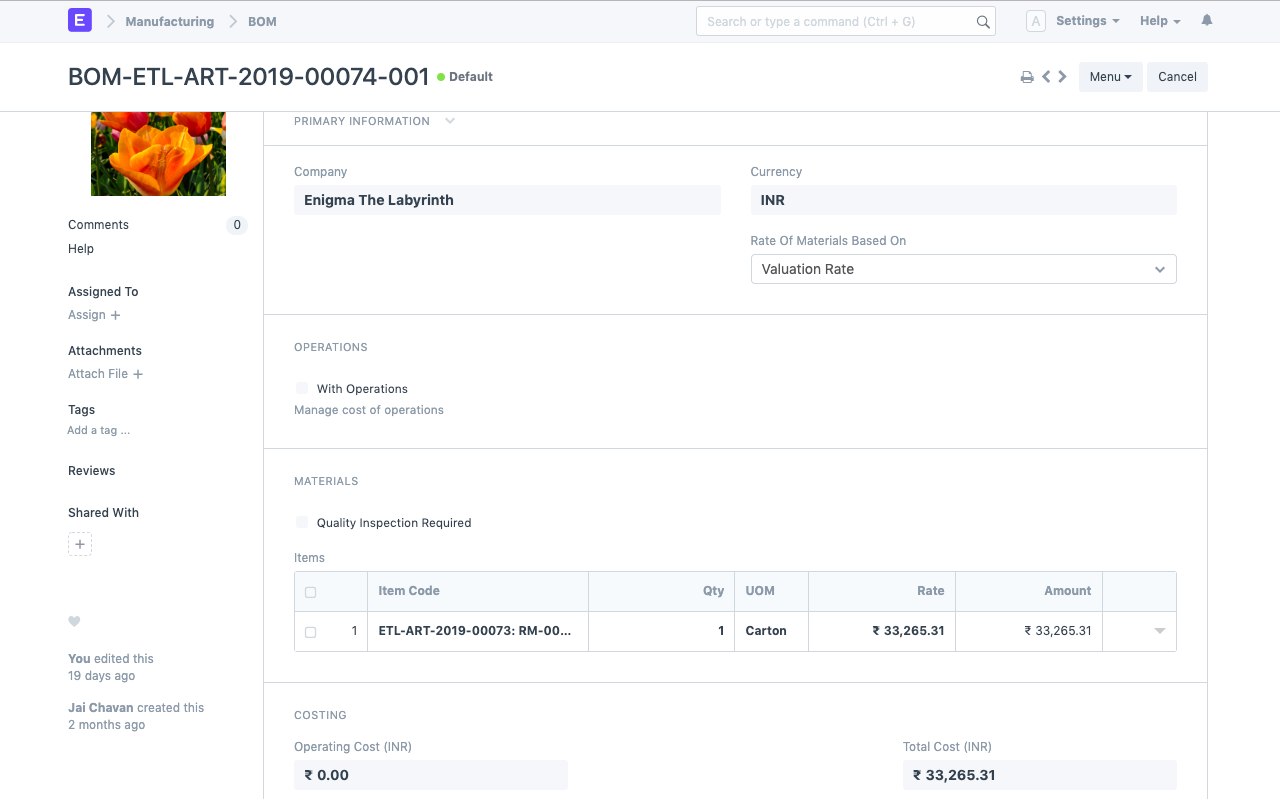 E Manufacturing BOM Search or type a command (Ctrl + G) A Settings Help
BOM-ETL-ART-2019-00074-001 Default Menu Cancel
PRIMARY INFORMATION
Company Currency
Enigma The Labyrinth INR
Rate Of Materials Based On
Valuation Rate
Comments 0
Help
Assigned To
Assign +
Attachments
Attach File +
Tags
Add a tag ...
Reviews
Shared With
+
You edited this
19 days ago
Jai Chavan created this
2 months ago
OPERATIONS
With Operations
Manage cost of operations
MATERIALS
Quality Inspection Required
Items
Item Code Qty UOM Rate Amount
1 ETL-ART-2019-00073: RM-00... 1 Carton ₹ 33,265.31 ₹ 33,265.31
COSTING
Operating Cost (INR) Total Cost (INR)
₹ 0.00 ₹ 33,265.31